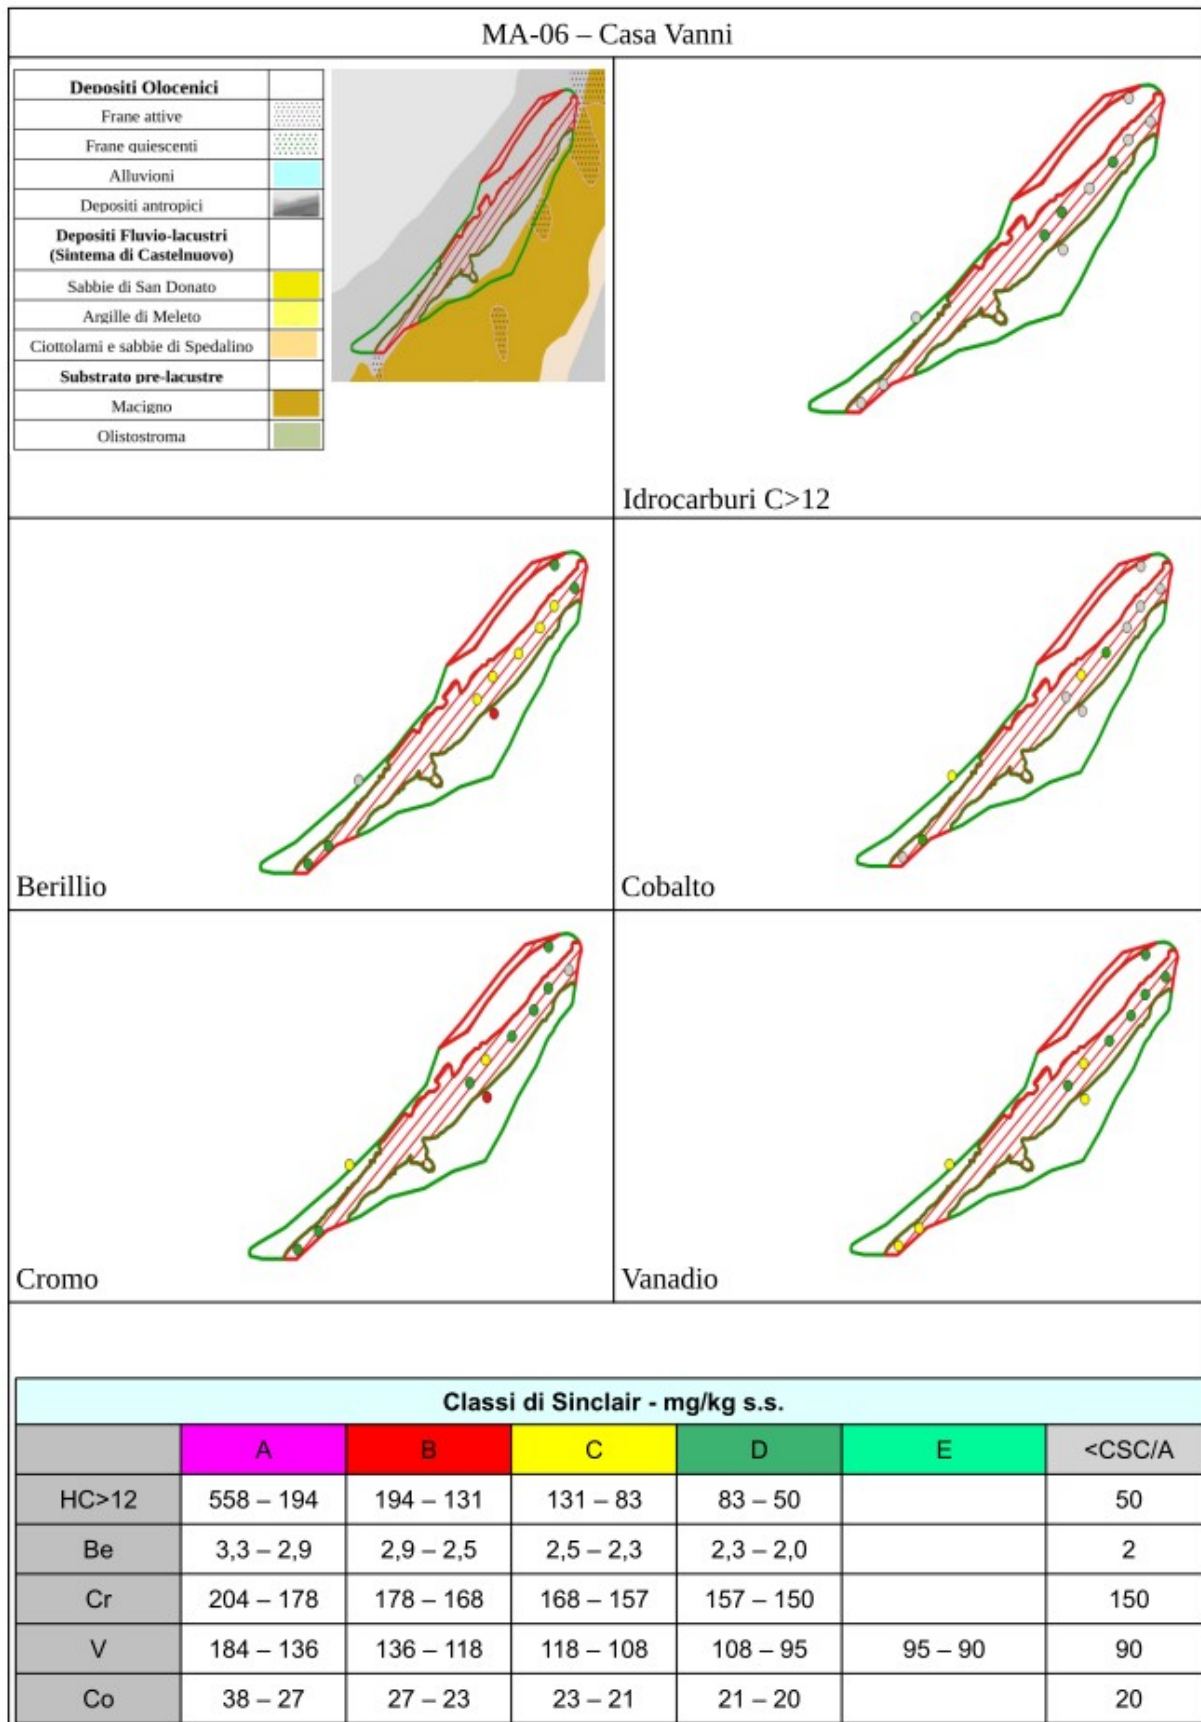 MA-06 – Casa Vanni
Depositi Olocenici
Frane attive
Frane quiescenti
Alluvioni
Depositi antropici
Depositi Fluvio-lacustri
(Sintema di Castelnuovo)
Sabbie di San Donato
Argille di Meleto
Ciottolami e sabbie di Spedalino
Substrato pre-lacustre
Macigno
Olistostroma
Idrocarburi C>12
Berillio
Cobalto
Cromo
Vanadio
Classi di Sinclair - mg/kg s.s.
A B C D E <CSC/A
HC>12 558 – 194 194 – 131 131 – 83 83 – 50 50
Be 3,3 – 2,9 2,9 – 2,5 2,5 – 2,3 2,3 – 2,0 2
Cr 204 – 178 178 – 168 168 – 157 157 – 150 150
V 184 – 136 136 – 118 118 – 108 108 – 95 95 – 90 90
Co 38 – 27 27 – 23 23 – 21 21 – 20 20